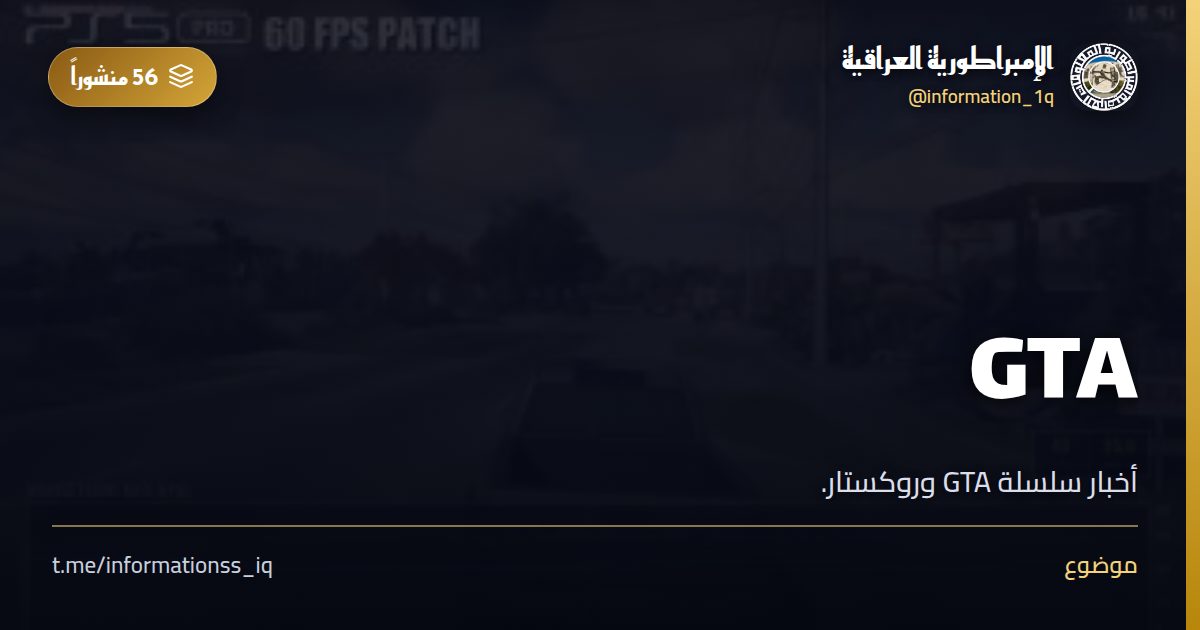 PS5 PRO 60 FPS PATCH
الإمبراطورية العراقية
@information_1q
56 منشوراً
GTA
أخبار سلسلة GTA وروكستار.
موضوع
t.me/informationss_iq